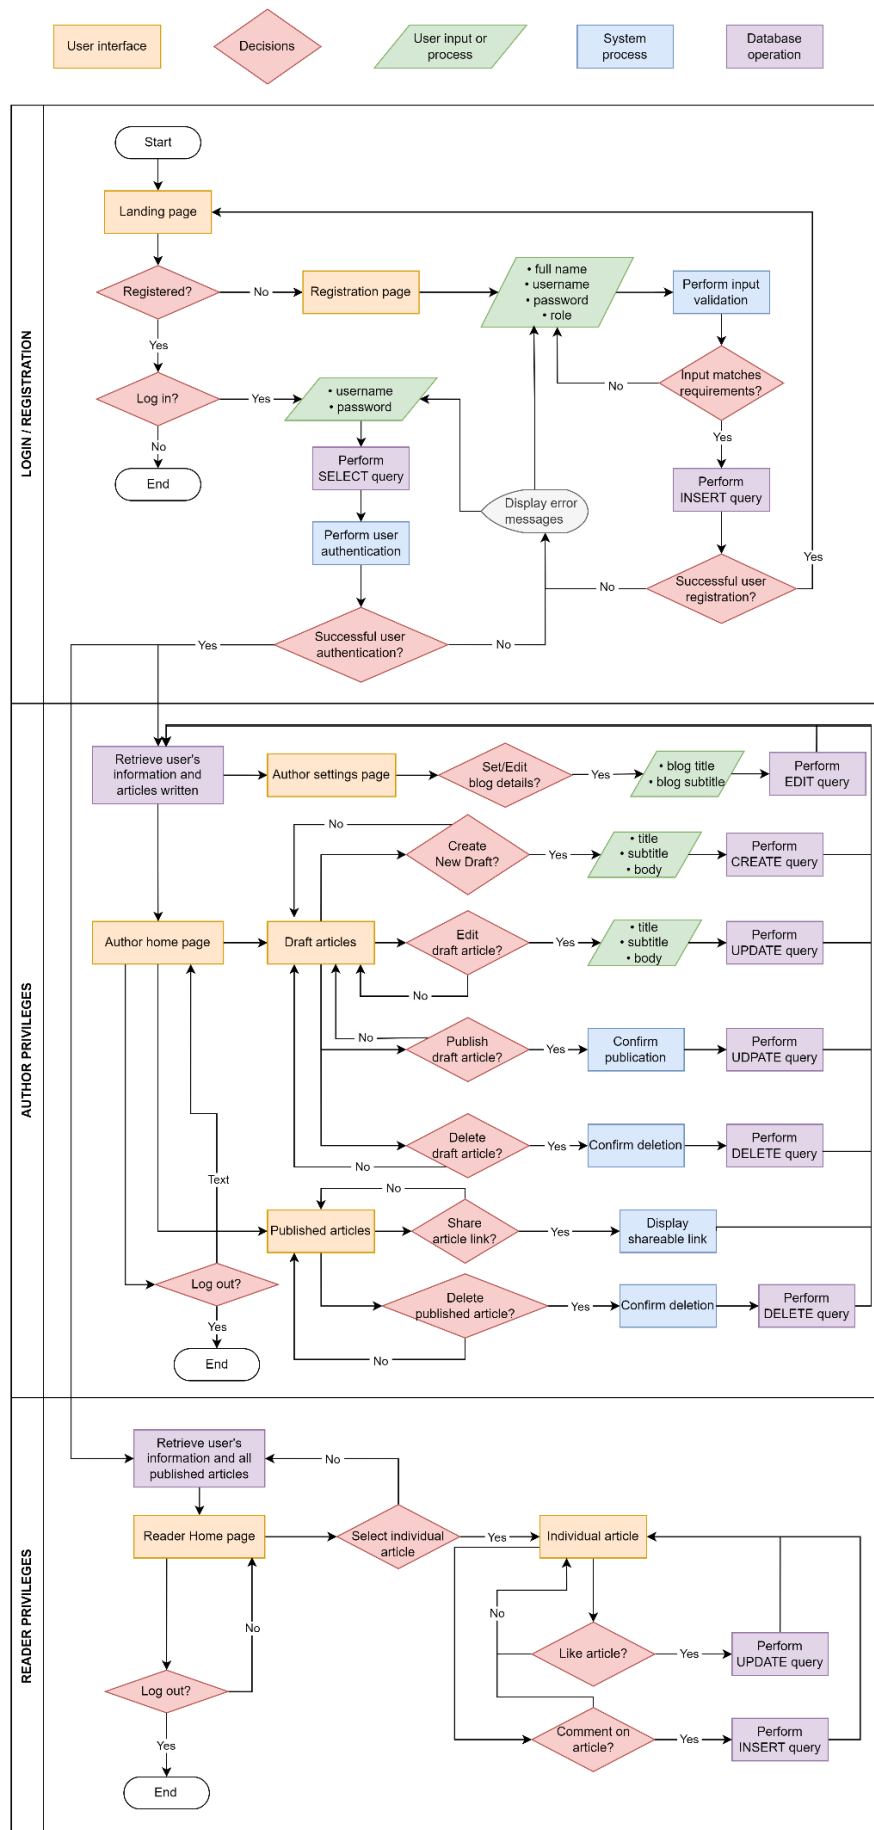 User interface
Decisions
User input or
process
System
process
Database
operation
LOGIN / REGISTRATION
Start
Landing page
Registered?
No
Registration page
• full name
• username
• password
• role
Perform input
validation
Yes
No
Input matches
requirements?
Log in?
Yes
• username
• password
Yes
No
Perform
SELECT query
Perform
INSERT query
End
Display error
messages
Perform user
authentication
Yes
No
Successful user
registration?
Yes
Successful user
authentication?
No
AUTHOR PRIVILEGES
Retrieve user's
information and
articles written
Author settings page
Set/Edit
blog details?
Yes
• blog title
• blog subtitle
Perform
EDIT query
No
Create
New Draft?
Yes
• title
• subtitle
• body
Perform
CREATE query
Author home page
Draft articles
Edit
draft article?
Yes
• title
• subtitle
• body
Perform
UPDATE query
No
No
Publish
draft article?
Yes
Confirm
publication
Perform
UDPATE query
Delete
draft article?
Yes
Confirm deletion
Perform
DELETE query
No
Text
No
Published articles
Share
article link?
Yes
Display
shareable link
Log out?
Delete
published article?
Yes
Confirm deletion
Perform
DELETE query
Yes
No
End
READER PRIVILEGES
Retrieve user's
information and all
published articles
No
Reader Home page
Select individual
article
Yes
Individual article
No
No
Like article?
Yes
Perform
UPDATE query
Log out?
Comment on
article?
Yes
Perform
INSERT query
Yes
End